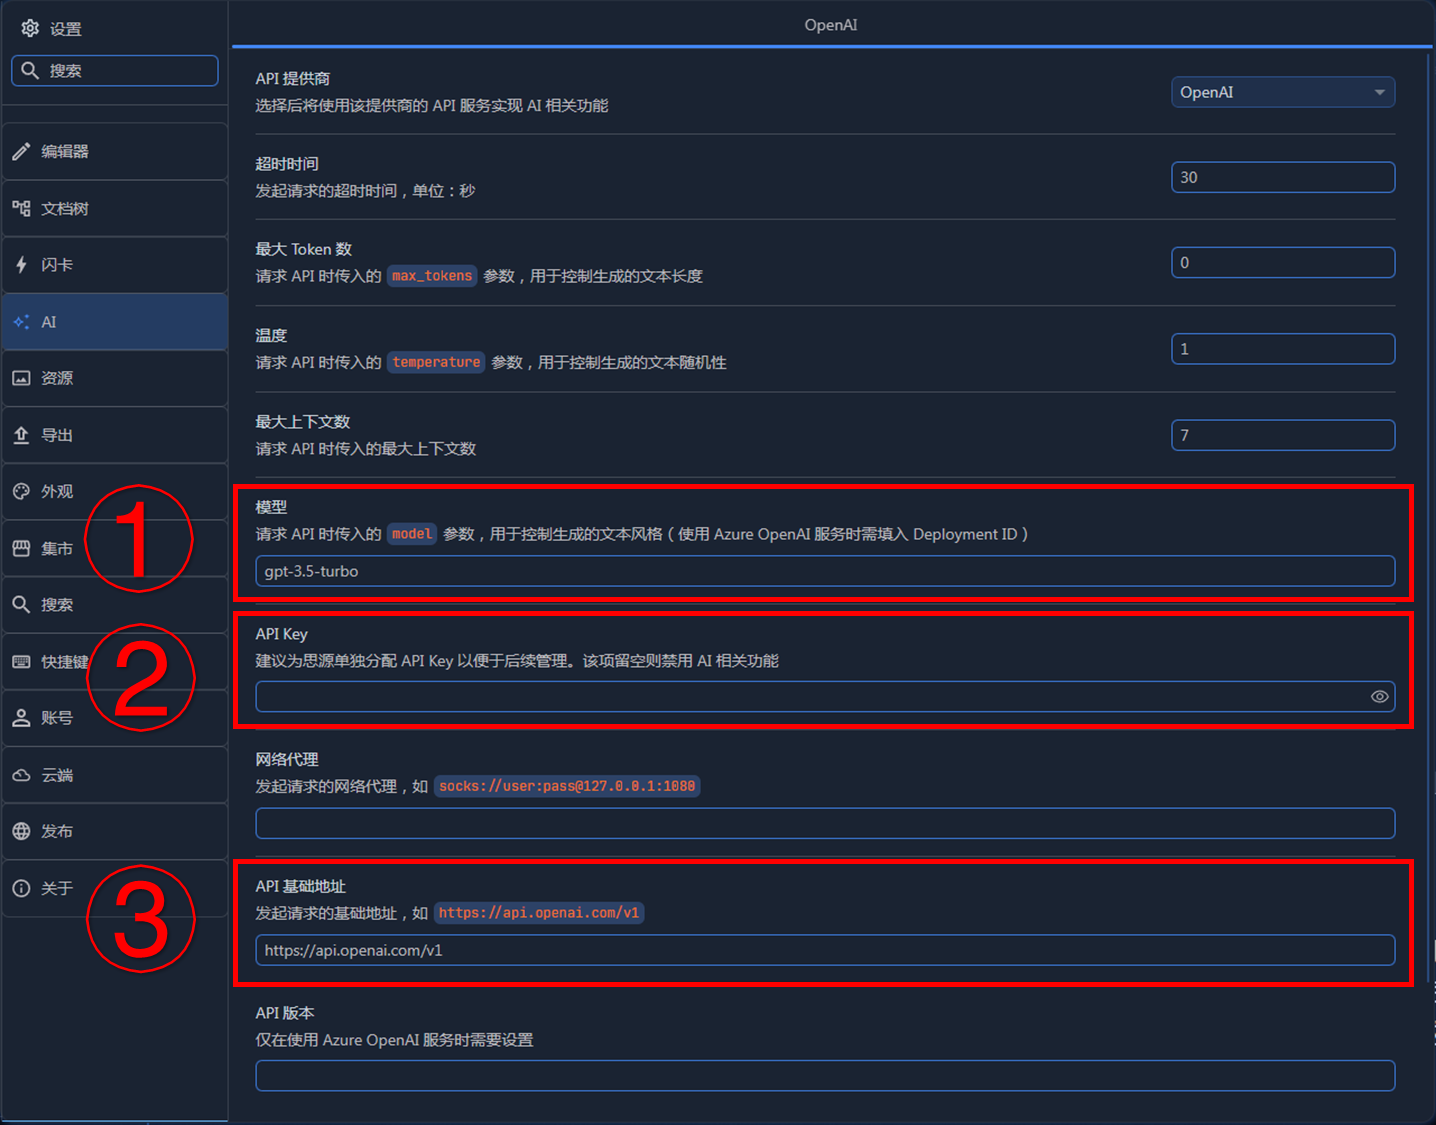 设置
搜索
编辑器
文档树
闪卡
AI
资源
导出
外观
集市
搜索
快捷键
账号
云端
发布
关于
①
②
③
OpenAI
API 提供商
选择后将使用该提供商的 API 服务实现 AI 相关功能
OpenAI
超时时间
发起请求的超时时间，单位：秒
30
最大 Token 数
请求 API 时传入的 max_tokens 参数，用于控制生成的文本长度
0
温度
请求 API 时传入的 temperature 参数，用于控制生成的文本随机性
1
最大上下文数
请求 API 时传入的最大上下文数
7
模型
请求 API 时传入的 model 参数，用于控制生成的文本风格（使用 Azure OpenAI 服务时需填入 Deployment ID）
gpt-3.5-turbo
API Key
建议为思源单独分配 API Key 以便于后续管理。该项留空则禁用 AI 相关功能
网络代理
发起请求的网络代理，如 socks://user:pass@127.0.0.1:1080
API 基础地址
发起请求的基础地址，如 https://api.openai.com/v1
https://api.openai.com/v1
API 版本
仅在使用 Azure OpenAI 服务时需要设置